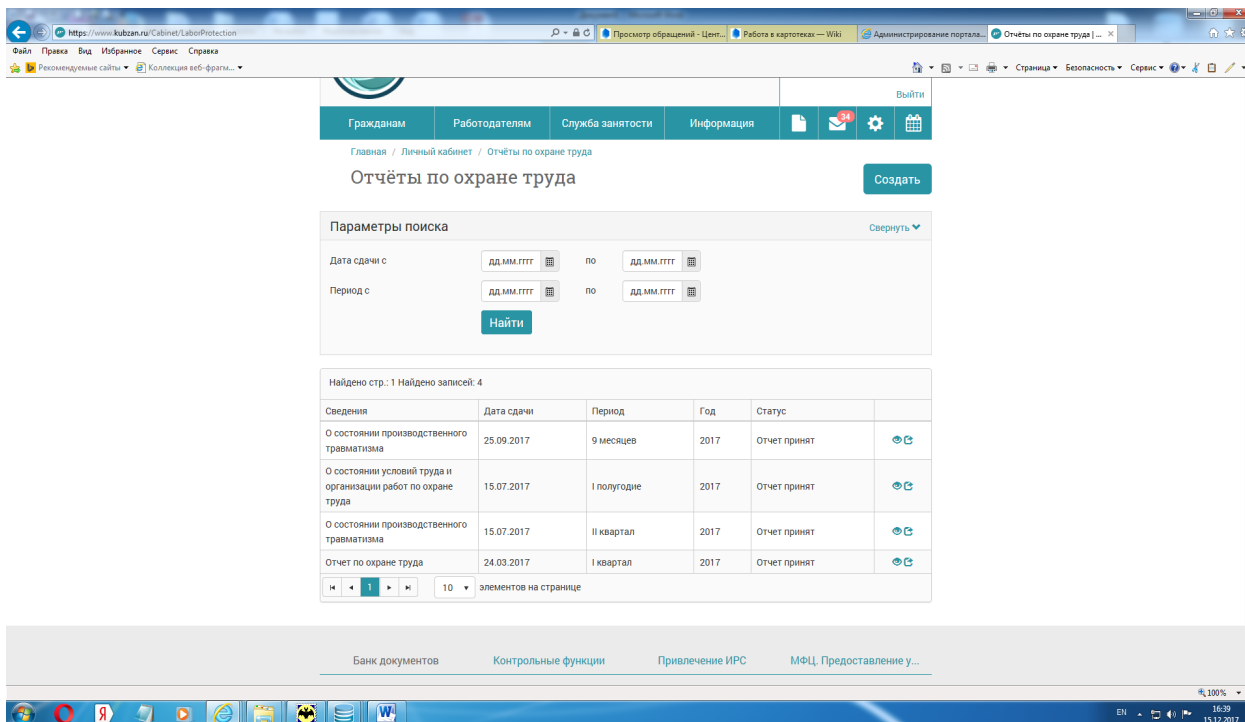 https://www.kubzan.ru/Cabinet/LaborProtection
Просмотр обращений - Цент...
Работа в картотеках — Wiki
Администрирование портала...
Отчёты по охране труда | ...
Файл Правка Вид Избранное Сервис Справка
Рекомендуемые сайты Коллекция веб-фрагм...
Страница Безопасность Сервис
Выйти
Гражданам Работодателям Служба занятости Информация 34
Главная / Личный кабинет / Отчёты по охране труда
Отчёты по охране труда Создать
Параметры поиска Свернуть
Дата сдачи с дд.мм.гггг по дд.мм.гггг
Период с дд.мм.гггг по дд.мм.гггг
Найти
Найдено стр.: 1 Найдено записей: 4
Сведения Дата сдачи Период Год Статус
О состоянии производственного травматизма 25.09.2017 9 месяцев 2017 Отчет принят
О состоянии условий труда и организации работ по охране труда 15.07.2017 I полугодие 2017 Отчет принят
О состоянии производственного травматизма 15.07.2017 II квартал 2017 Отчет принят
Отчет по охране труда 24.03.2017 I квартал 2017 Отчет принят
1 10 элементов на странице
Банк документов Контрольные функции Привлечение ИРС МФЦ. Предоставление у...
100%
EN 16:39
15.12.2017